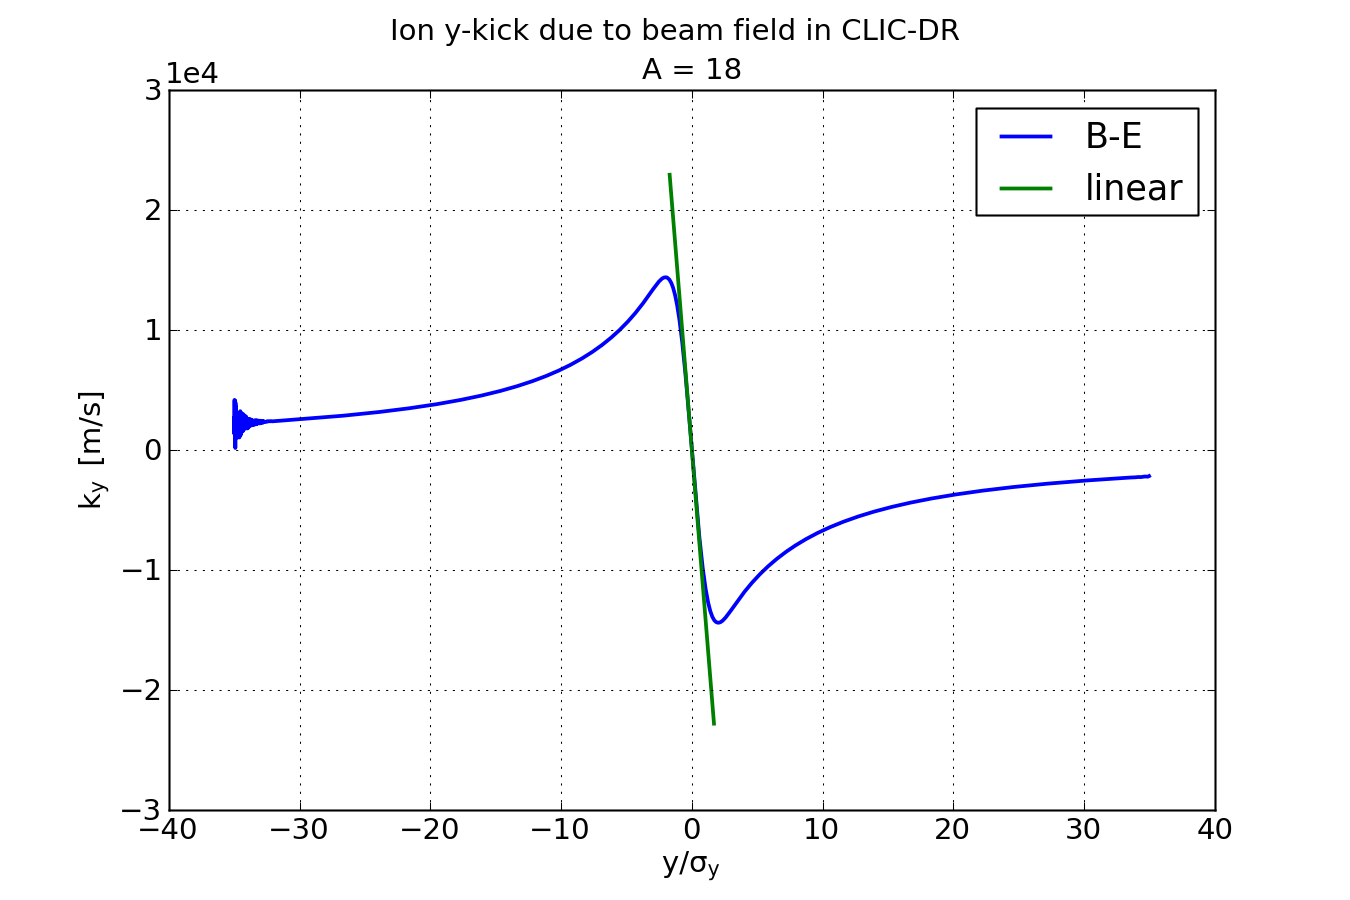 Ion y-kick due to beam field in CLIC-DR
A = 18
1e4
3
2
1
0
−1
−2
−3
k_y [m/s]
B-E
linear
−40 −30 −20 −10 0 10 20 30 40
y/σ_y